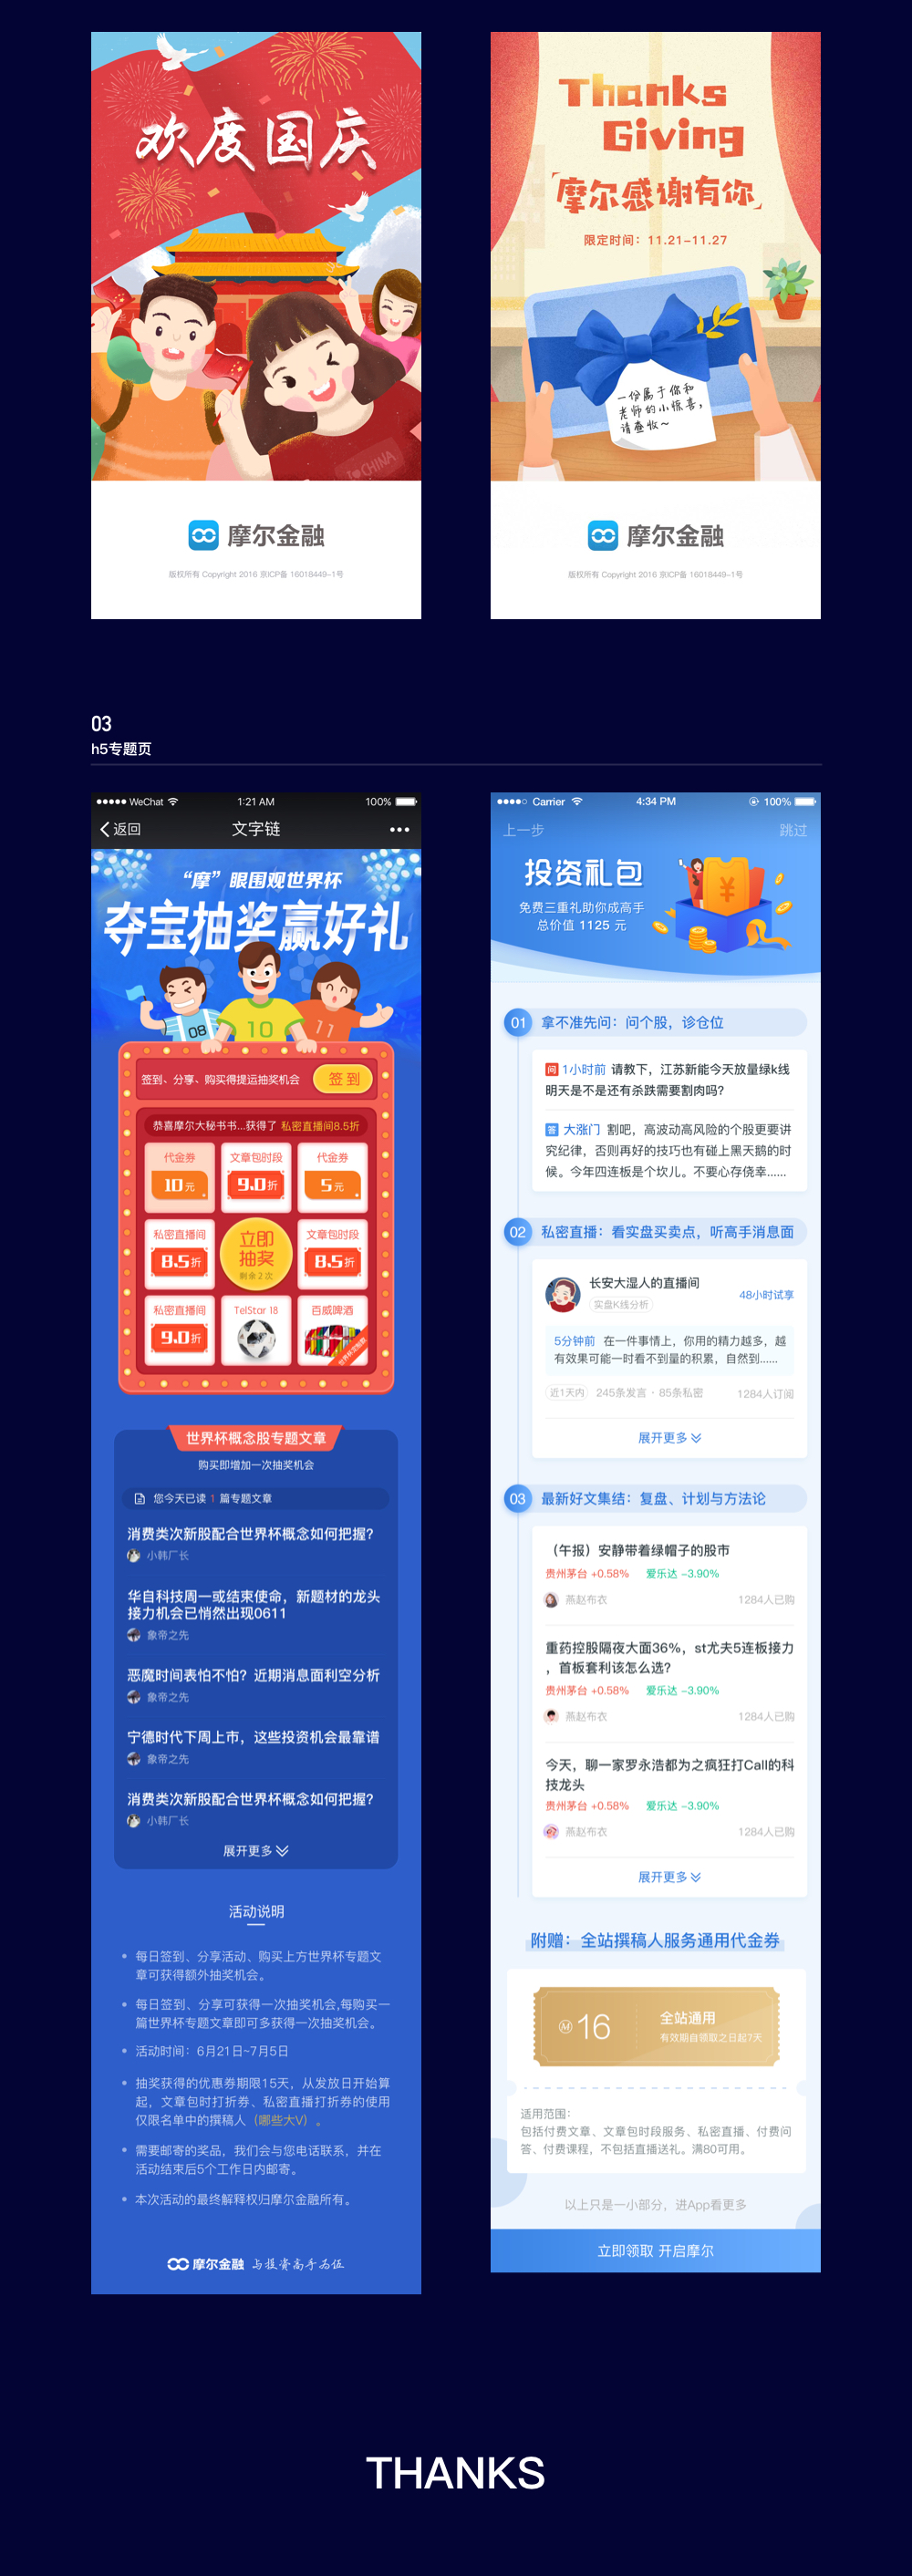 欢度国庆
I❤CHINA
摩尔金融
版权所有 Copyright 2016 京ICP备 16018449-1号
Thanks
Giving
「摩尔感谢有你」
限定时间：11.21-11.27
一份属于你和
老师的小惊喜，
请查收~
摩尔金融
版权所有 Copyright 2016 京ICP备 16018449-1号
03
h5专题页
WeChat 1:21 AM 100%
返回 文字链
“摩”眼围观世界杯
夺宝抽奖赢好礼
08 10 11
签到、分享、购买得提运抽奖机会 签到
恭喜摩尔大秘书书...获得了 私密直播间8.5折
代金券 文章包时段 代金券
10元 9.0折 5元
私密直播间 立即 文章包时段
抽奖
8.5折 剩余2次 8.5折
私密直播间 TelStar 18 百威啤酒
9.0折
世界杯概念股专题文章
购买即增加一次抽奖机会
您今天已读 1 篇专题文章
消费类次新股配合世界杯概念如何把握?
小韩厂长
华自科技周一或结束使命，新题材的龙头
接力机会已悄然出现0611
象帝之先
恶魔时间表怕不怕？近期消息面利空分析
象帝之先
宁德时代下周上市，这些投资机会最靠谱
象帝之先
消费类次新股配合世界杯概念如何把握?
小韩厂长
展开更多
活动说明
每日签到、分享活动、购买上方世界杯专题文
章可获得额外抽奖机会。
每日签到、分享可获得一次抽奖机会,每购买一
篇世界杯专题文章即可多获得一次抽奖机会。
活动时间：6月21日~7月5日
抽奖获得的优惠券期限15天，从发放日开始算
起，文章包时打折券、私密直播打折券的使用
仅限名单中的撰稿人（哪些大V）。
需要邮寄的奖品，我们会与您电话联系，并在
活动结束后5个工作日内邮寄。
本次活动的最终解释权归摩尔金融所有。
摩尔金融 与投资高手为伍
Carrier 4:34 PM 100%
上一步 跳过
投资礼包
免费三重礼助你成高手
总价值 1125 元
01 拿不准先问：问个股，诊仓位
问 1小时前 请教下，江苏新能今天放量绿k线
明天是不是还有杀跌需要割肉吗?
答 大涨门 割吧，高波动高风险的个股更要讲
究纪律，否则再好的技巧也有碰上黑天鹅的时
候。今年四连板是个坎儿。不要心存侥幸......
02 私密直播：看实盘买卖点，听高手消息面
长安大湿人的直播间
实盘K线分析 48小时试享
5分钟前 在一件事情上，你用的精力越多，越
有效果可能一时看不到量的积累，自然到......
近1天内 245条发言 · 85条私密 1284人订阅
展开更多
03 最新好文集结：复盘、计划与方法论
（午报）安静带着绿帽子的股市
贵州茅台 +0.58% 爱乐达 -3.90%
燕赵布衣 1284人已购
重药控股隔夜大面36%，st尤夫5连板接力
，首板套利该怎么选?
贵州茅台 +0.58% 爱乐达 -3.90%
燕赵布衣 1284人已购
今天，聊一家罗永浩都为之疯狂打Call的科
技龙头
贵州茅台 +0.58% 爱乐达 -3.90%
燕赵布衣 1284人已购
展开更多
附赠：全站撰稿人服务通用代金券
16 全站通用
有效期自领取之日起7天
适用范围：
包括付费文章、文章包时段服务、私密直播、付费问
答、付费课程，不包括直播送礼。满80可用。
以上只是一小部分，进App看更多
立即领取 开启摩尔
THANKS